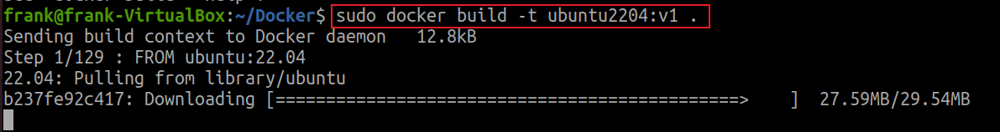 frank@frank-VirtualBox:~/Docker$ sudo docker build -t ubuntu2204:v1 .
Sending build context to Docker daemon   12.8kB
Step 1/129 : FROM ubuntu:22.04
22.04: Pulling from library/ubuntu
b237fe92c417: Downloading [==============================================>    ]  27.59MB/29.54MB